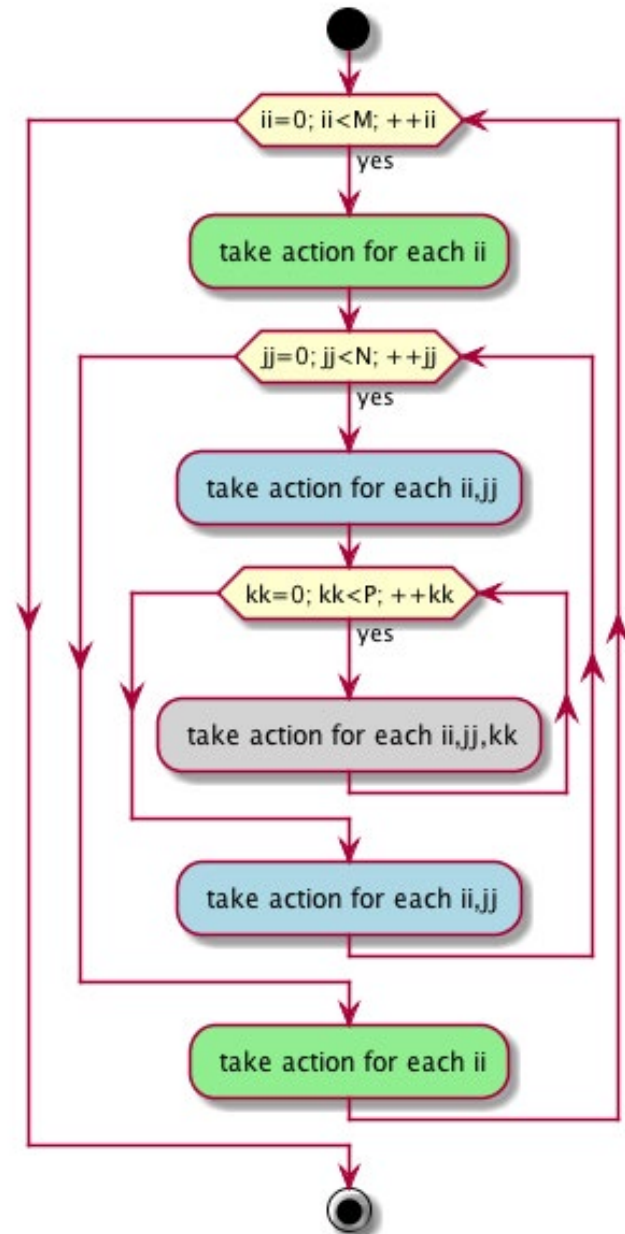 ii=0; ii<M; ++ii
yes
take action for each ii
jj=0; jj<N; ++jj
yes
take action for each ii,jj
kk=0; kk<P; ++kk
yes
take action for each ii,jj,kk
take action for each ii,jj
take action for each ii